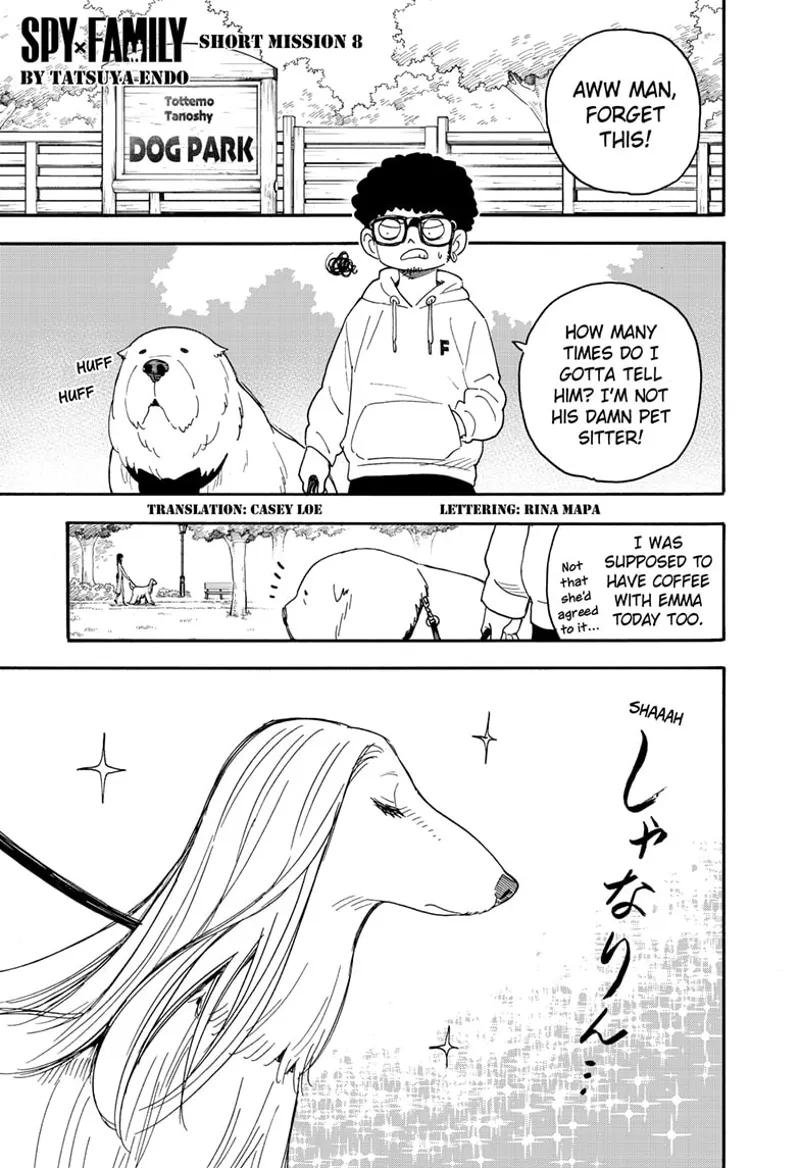 SPY×FAMILY
SHORT MISSION 8
BY TATSUYA ENDO
Tottemo
Tanoshy
DOG PARK
AWW MAN,
FORGET
THIS!
HOW MANY
TIMES DO I
GOTTA TELL
HIM? I'M NOT
HIS DAMN PET
SITTER!
HUFF
HUFF
F
TRANSLATION: CASEY LOE
LETTERING: RINA MAPA
I WAS
SUPPOSED TO
HAVE COFFEE
WITH EMMA
TODAY TOO.
Not
that
she'd
agreed
to it...
SHAAAH
しゃなりん…